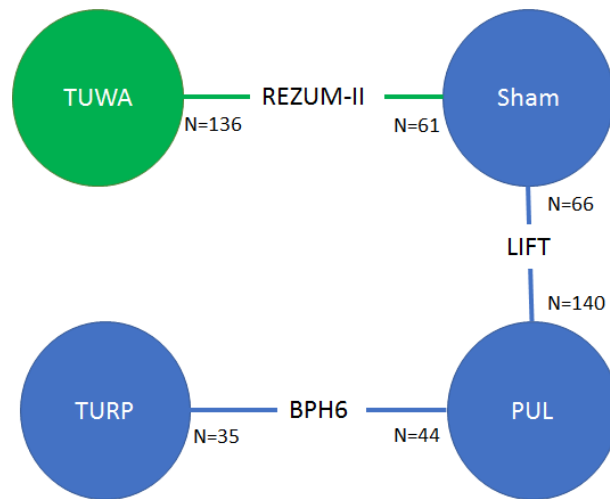 TUWA
REZUM-II
Sham
N=136
N=61
N=66
LIFT
N=140
TURP
BPH6
PUL
N=35
N=44